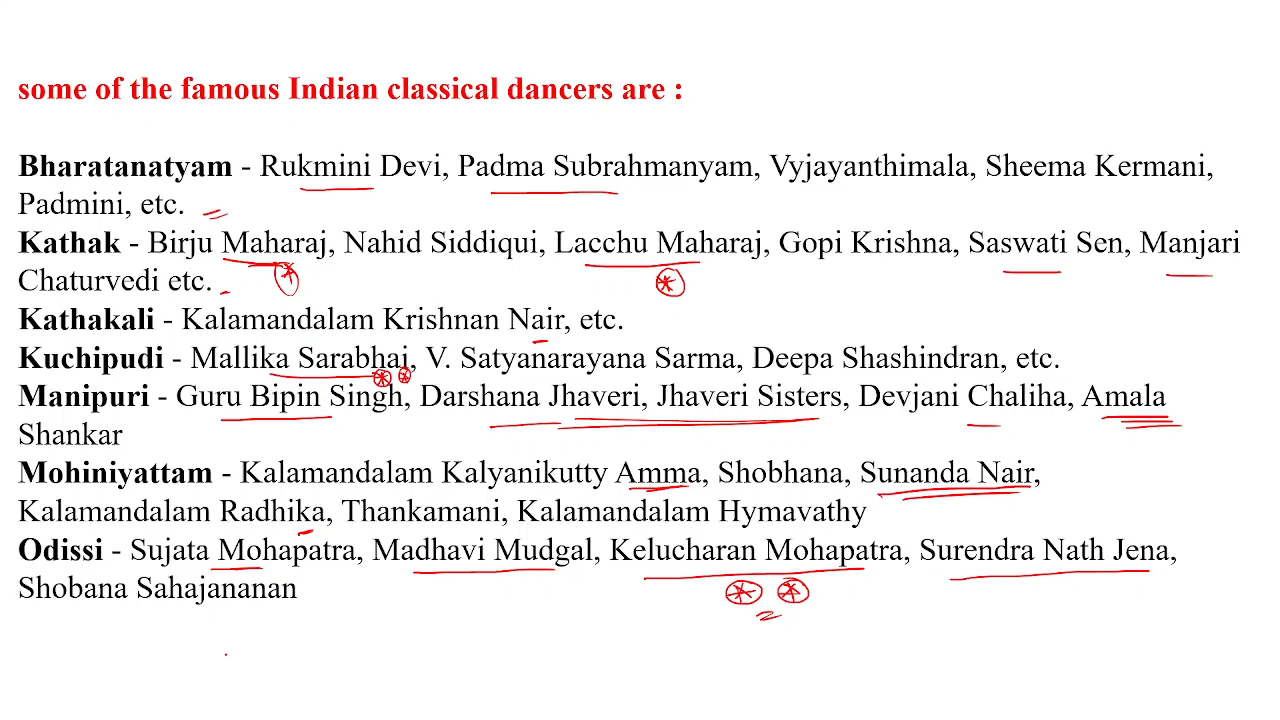 some of the famous Indian classical dancers are :
Bharatanatyam - Rukmini Devi, Padma Subrahmanyam, Vyjayanthimala, Sheema Kermani,
Padmini, etc.
Kathak - Birju Maharaj, Nahid Siddiqui, Lacchu Maharaj, Gopi Krishna, Saswati Sen, Manjari
Chaturvedi etc.
Kathakali - Kalamandalam Krishnan Nair, etc.
Kuchipudi - Mallika Sarabhai, V. Satyanarayana Sarma, Deepa Shashindran, etc.
Manipuri - Guru Bipin Singh, Darshana Jhaveri, Jhaveri Sisters, Devjani Chaliha, Amala
Shankar
Mohiniyattam - Kalamandalam Kalyanikutty Amma, Shobhana, Sunanda Nair,
Kalamandalam Radhika, Thankamani, Kalamandalam Hymavathy
Odissi - Sujata Mohapatra, Madhavi Mudgal, Kelucharan Mohapatra, Surendra Nath Jena,
Shobana Sahajananan